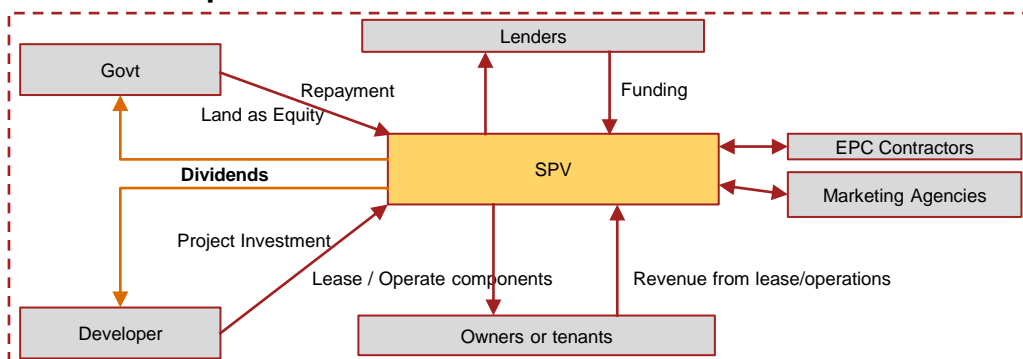 Lenders
Govt
Repayment
Funding
Land as Equity
EPC Contractors
SPV
Dividends
Marketing Agencies
Project Investment
Lease / Operate components
Revenue from lease/operations
Developer
Owners or tenants